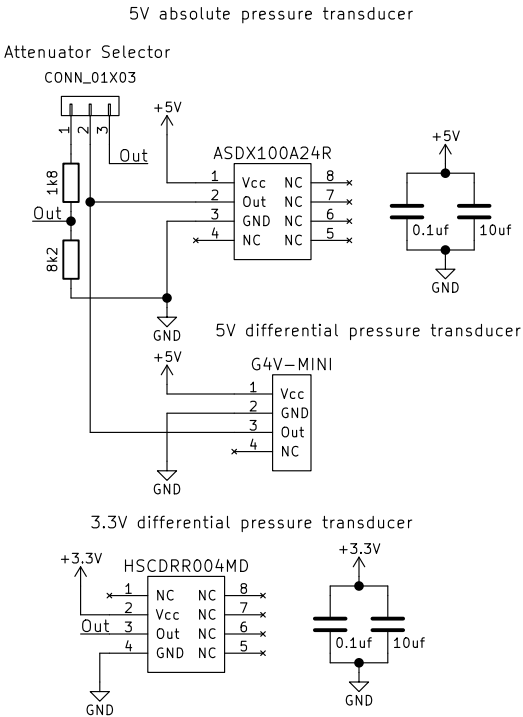 5V absolute pressure transducer
Attenuator Selector
CONN_01X03
1 2 3
Out
1k8
Out
8k2
GND
+5V
ASDX100A24R
1 Vcc NC 8
2 Out NC 7
3 GND NC 6
4 NC NC 5
+5V
0.1uf 10uf
GND
5V differential pressure transducer
+5V
G4V-MINI
1 Vcc
2 GND
3 Out
4 NC
GND
3.3V differential pressure transducer
+3.3V
HSCDRR004MD
1 NC NC 8
2 Vcc NC 7
Out 3 Out NC 6
4 GND NC 5
GND
+3.3V
0.1uf 10uf
GND